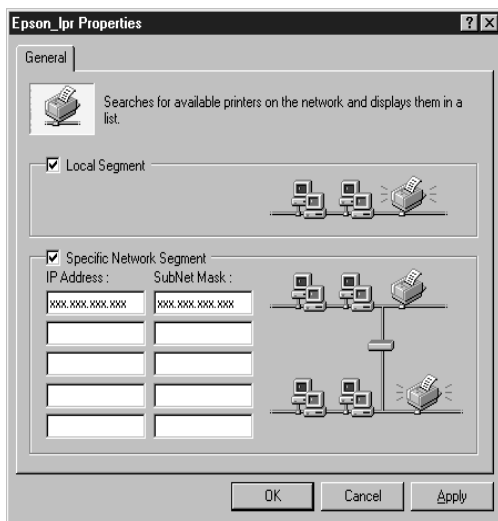 Epson_lpr Properties
General
Searches for available printers on the network and displays them in a
list.
Local Segment
Specific Network Segment
IP Address : SubNet Mask :
xxx.xxx.xxx.xxx xxx.xxx.xxx.xxx
OK Cancel Apply